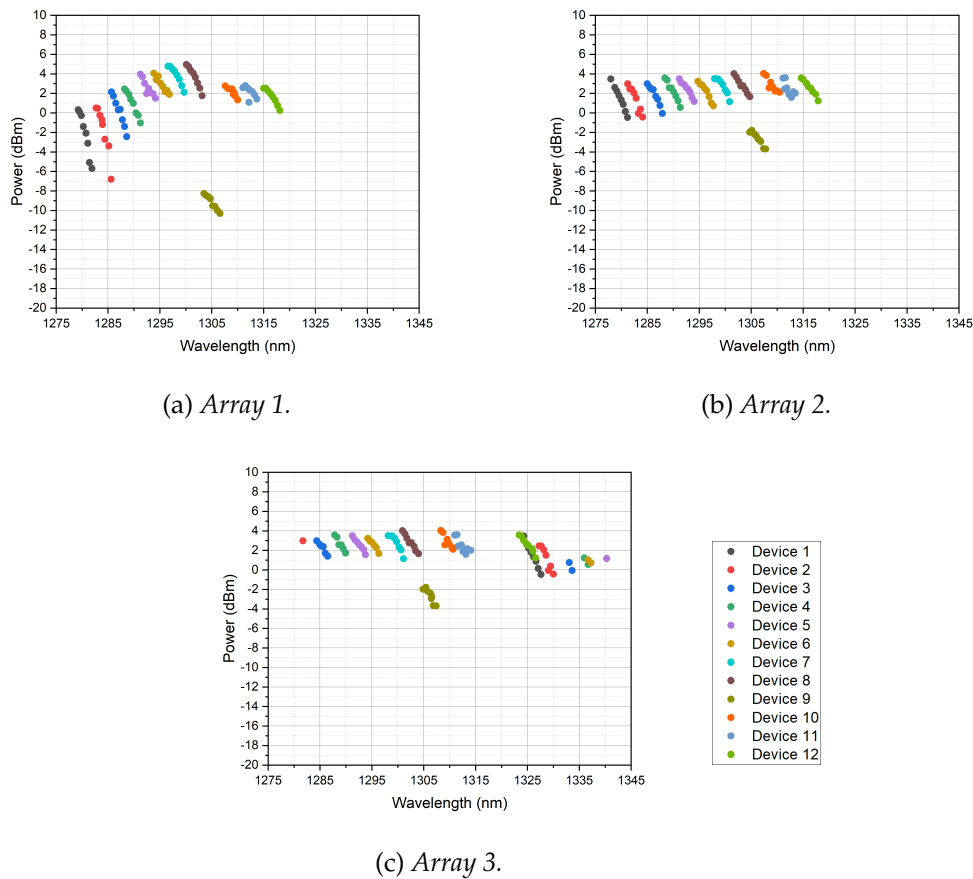 10
8
6
4
2
0
-2
-4
-6
-8
-10
-12
-14
-16
-18
-20
Power (dBm)
1275 1285 1295 1305 1315 1325 1335 1345
Wavelength (nm)
(a) Array 1.
10
8
6
4
2
0
-2
-4
-6
-8
-10
-12
-14
-16
-18
-20
Power (dBm)
1275 1285 1295 1305 1315 1325 1335 1345
Wavelength (nm)
(b) Array 2.
10
8
6
4
2
0
-2
-4
-6
-8
-10
-12
-14
-16
-18
-20
Power (dBm)
1275 1285 1295 1305 1315 1325 1335 1345
Wavelength (nm)
Device 1
Device 2
Device 3
Device 4
Device 5
Device 6
Device 7
Device 8
Device 9
Device 10
Device 11
Device 12
(c) Array 3.